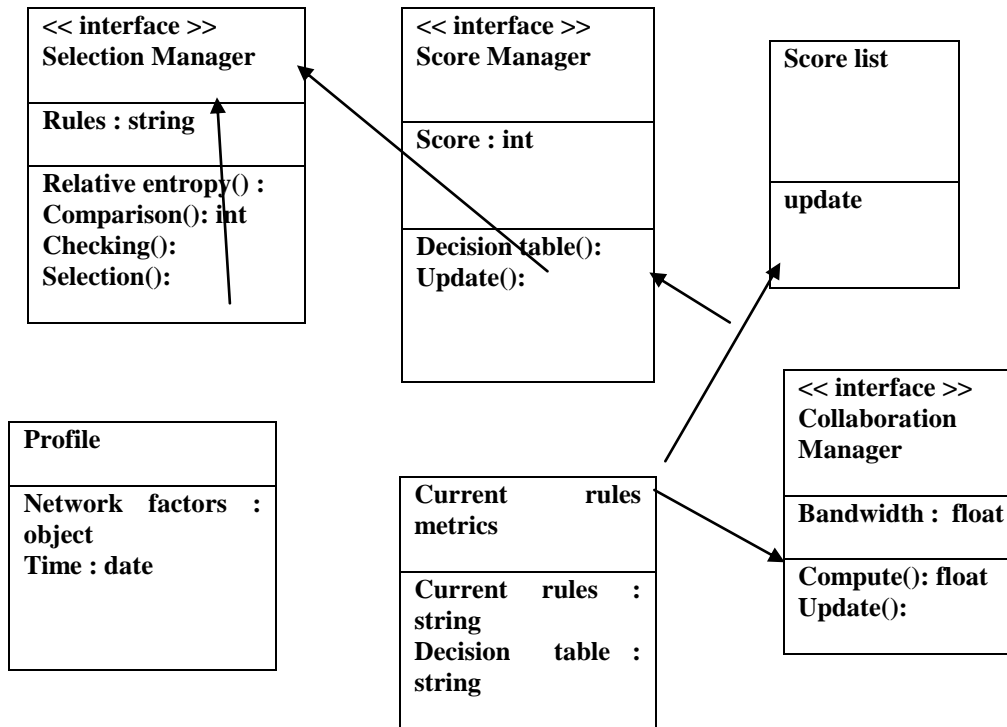 << interface >>
Selection Manager
Rules : string
Relative entropy() :
Comparison(): int
Checking():
Selection():
<< interface >>
Score Manager
Score : int
Decision table():
Update():
Score list
update
Profile
Network factors :
object
Time : date
Current rules
metrics
Current rules :
string
Decision table :
string
<< interface >>
Collaboration
Manager
Bandwidth : float
Compute(): float
Update():